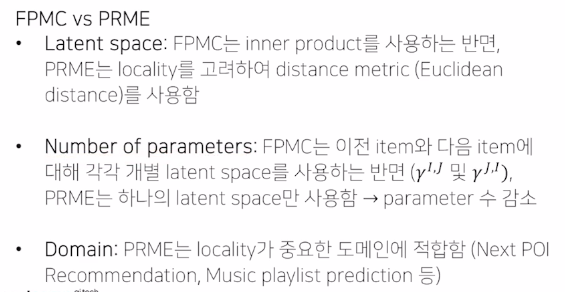 FPMC vs PRME
• Latent space: FPMC는 inner product를 사용하는 반면,
PRME는 locality를 고려하여 distance metric (Euclidean
distance)를 사용함
• Number of parameters: FPMC는 이전 item와 다음 item에
대해 각각 개별 latent space를 사용하는 반면 (γ^{I,J} 및 γ^{J,I}),
PRME는 하나의 latent space만 사용함 → parameter 수 감소
• Domain: PRME는 locality가 중요한 도메인에 적합함 (Next POI
Recommendation, Music playlist prediction 등)